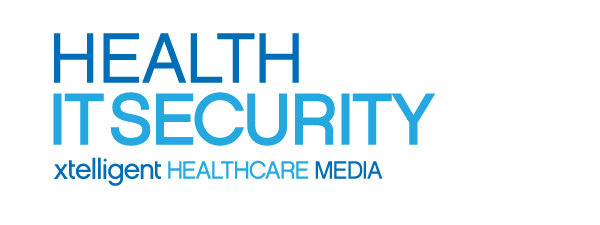 HEALTH
IT SECURITY
xtelligent HEALTHCARE MEDIA